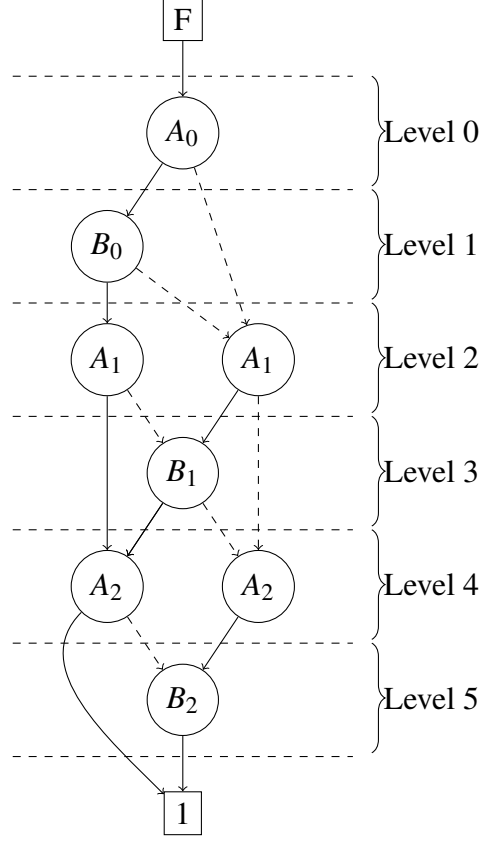 F
A₀
Level 0
B₀
Level 1
A₁ A₁
Level 2
B₁
Level 3
A₂ A₂
Level 4
B₂
Level 5
1